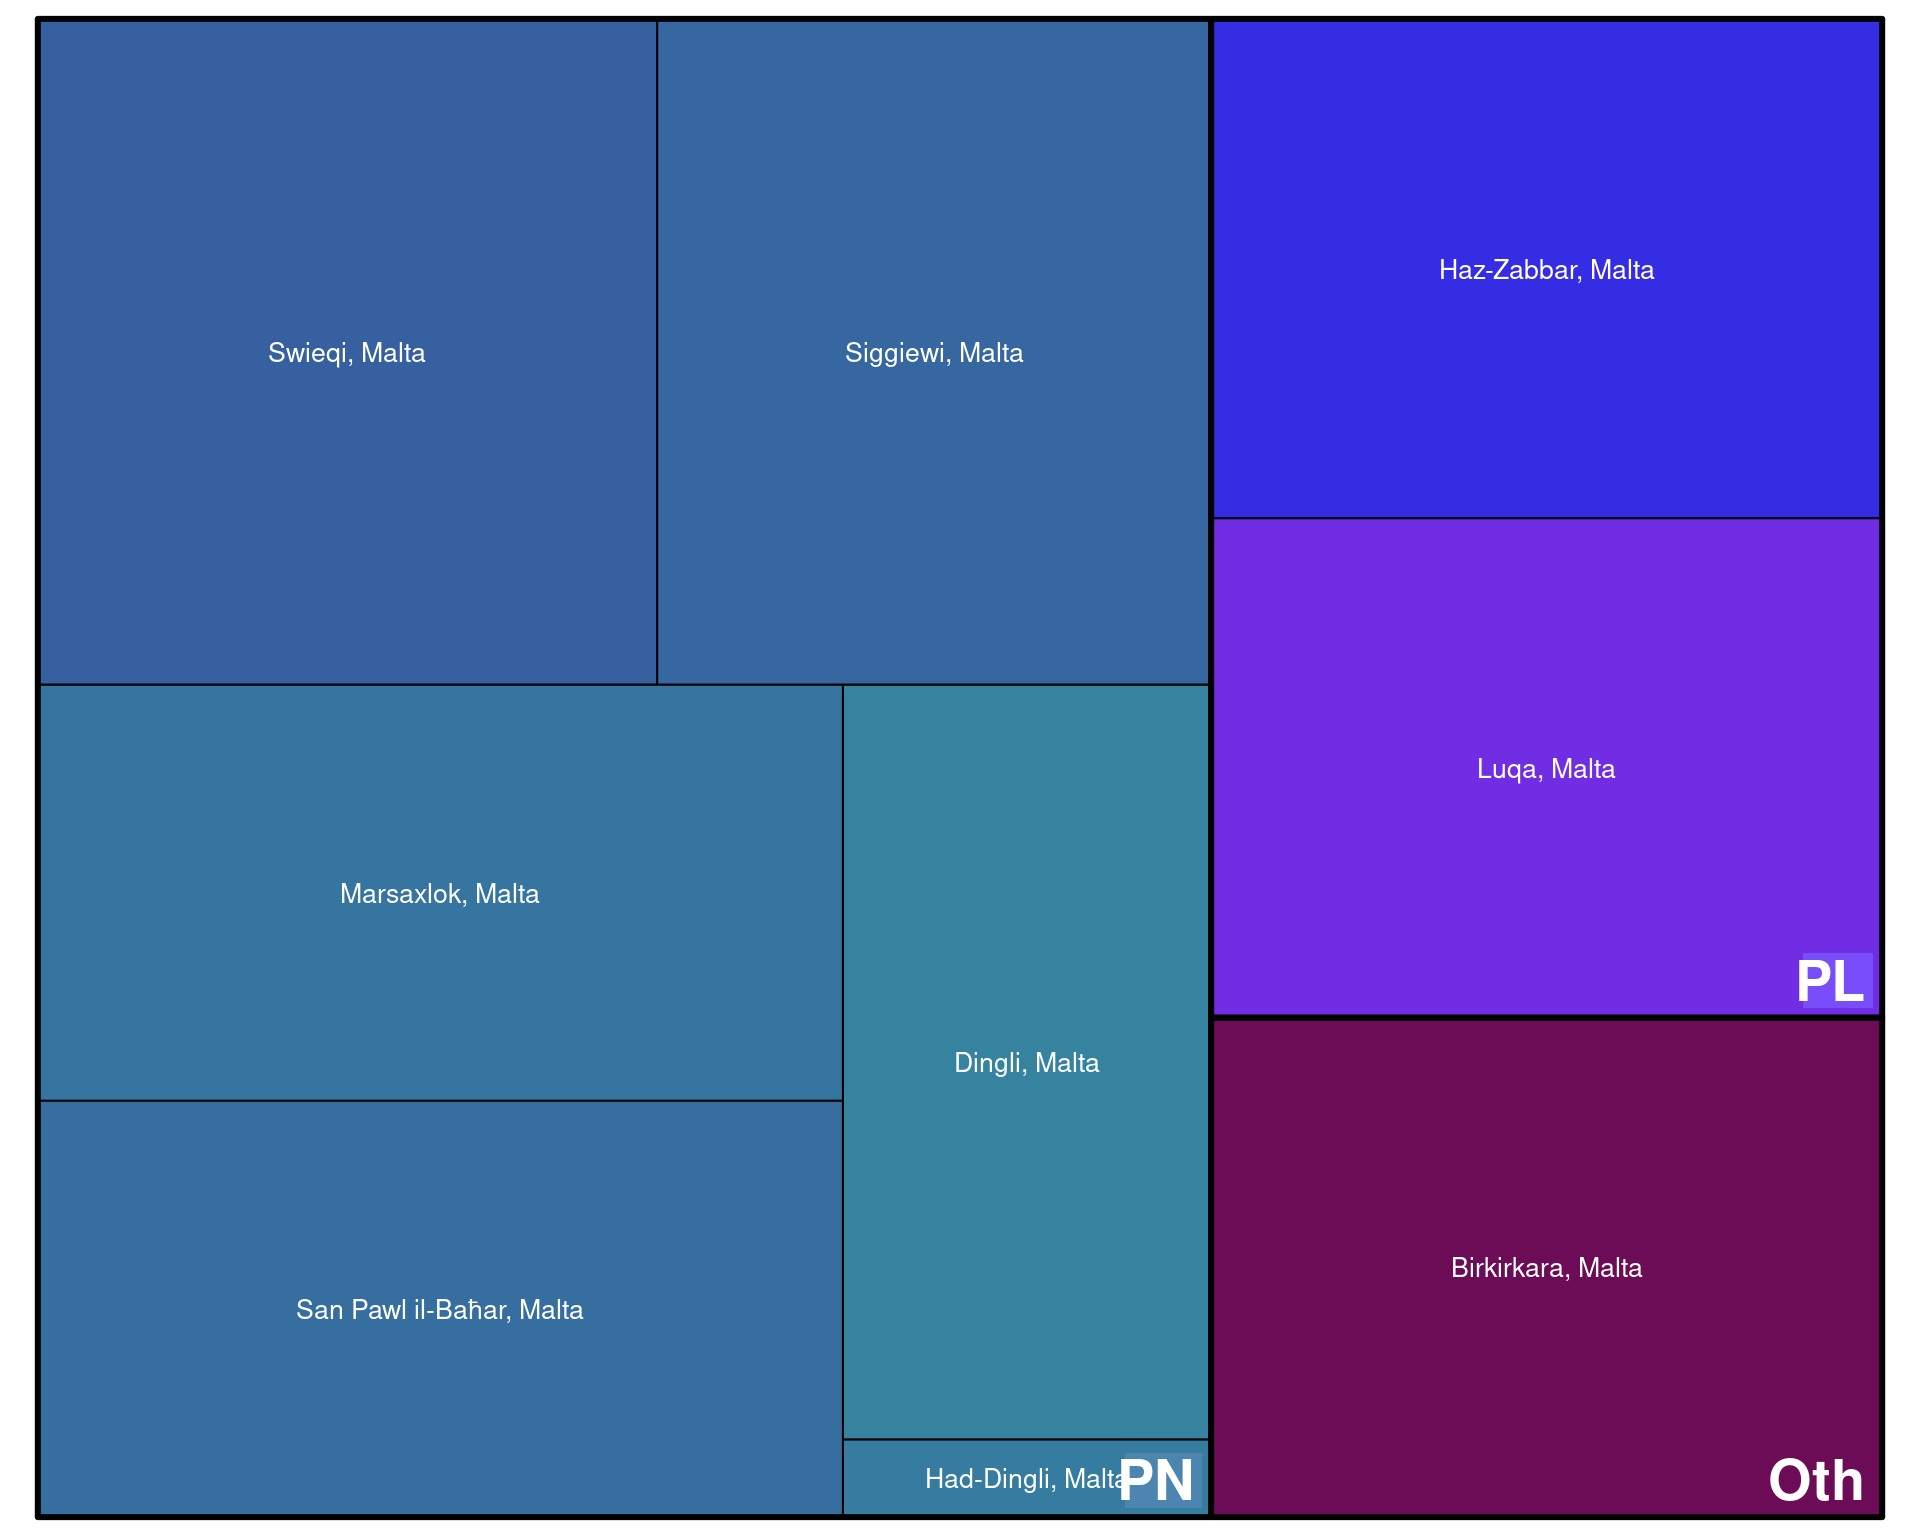 Swieqi, Malta
Siggiewi, Malta
Haz-Zabbar, Malta
Luqa, Malta
PL
Marsaxlok, Malta
Dingli, Malta
San Pawl il-Baħar, Malta
Had-Dingli, Malta
PN
Birkirkara, Malta
Oth